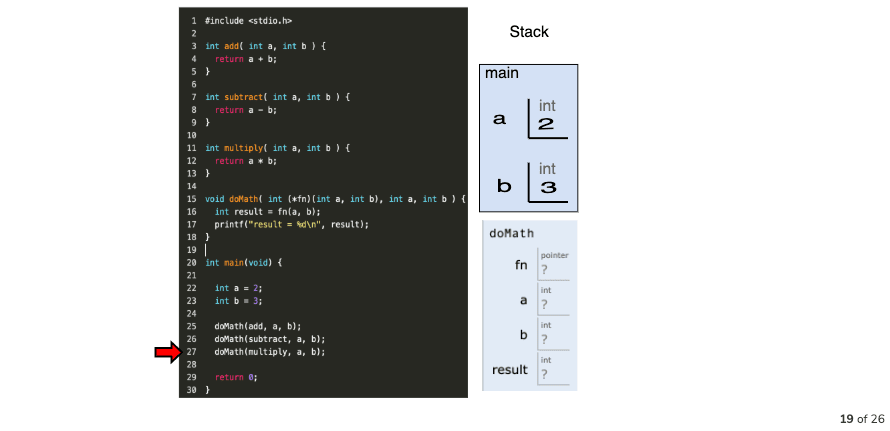 1 #include <stdio.h>
2
3 int add( int a, int b ) {
4 return a + b;
5 }
6
7 int subtract( int a, int b ) {
8 return a - b;
9 }
10
11 int multiply( int a, int b ) {
12 return a * b;
13 }
14
15 void doMath( int (*fn)(int a, int b), int a, int b ) {
16 int result = fn(a, b);
17 printf("result = %d\n", result);
18 }
19
20 int main(void) {
21
22 int a = 2;
23 int b = 3;
24
25 doMath(add, a, b);
26 doMath(subtract, a, b);
27 doMath(multiply, a, b);
28
29 return 0;
30 }
Stack
main
int
a 2
int
b 3
doMath
pointer
fn ?
int
a ?
int
b ?
int
result ?
19 of 26